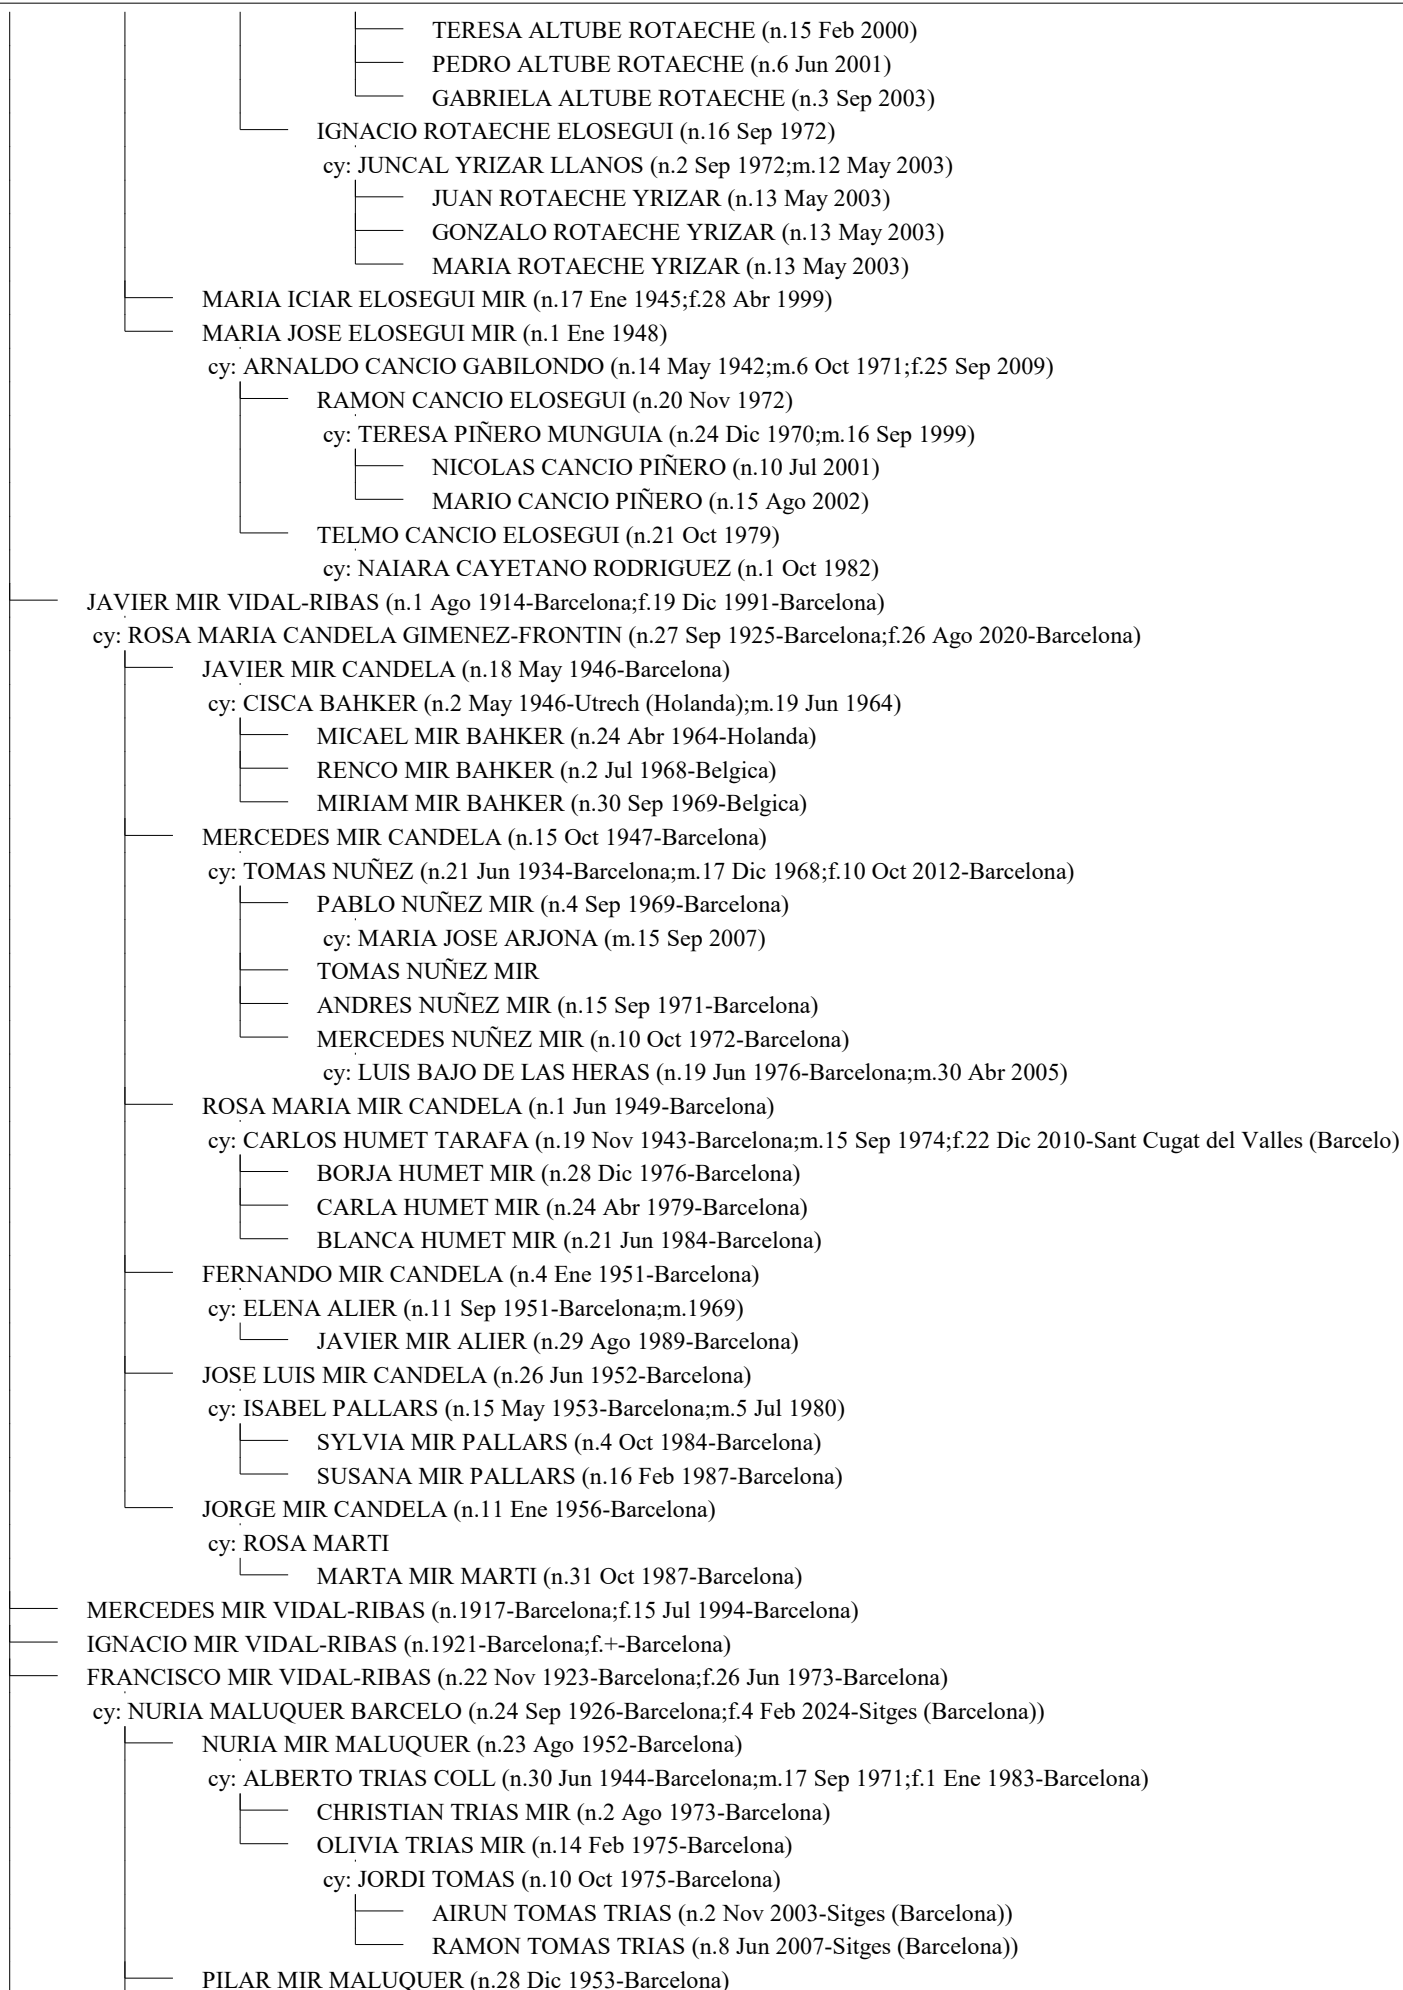 TERESA ALTUBE ROTAECHE (n.15 Feb 2000)
PEDRO ALTUBE ROTAECHE (n.6 Jun 2001)
GABRIELA ALTUBE ROTAECHE (n.3 Sep 2003)
IGNACIO ROTAECHE ELOSEGUI (n.16 Sep 1972)
cy: JUNCAL YRIZAR LLANOS (n.2 Sep 1972;m.12 May 2003)
JUAN ROTAECHE YRIZAR (n.13 May 2003)
GONZALO ROTAECHE YRIZAR (n.13 May 2003)
MARIA ROTAECHE YRIZAR (n.13 May 2003)
MARIA ICIAR ELOSEGUI MIR (n.17 Ene 1945;f.28 Abr 1999)
MARIA JOSE ELOSEGUI MIR (n.1 Ene 1948)
cy: ARNALDO CANCIO GABILONDO (n.14 May 1942;m.6 Oct 1971;f.25 Sep 2009)
RAMON CANCIO ELOSEGUI (n.20 Nov 1972)
cy: TERESA PIÑERO MUNGUIA (n.24 Dic 1970;m.16 Sep 1999)
NICOLAS CANCIO PIÑERO (n.10 Jul 2001)
MARIO CANCIO PIÑERO (n.15 Ago 2002)
TELMO CANCIO ELOSEGUI (n.21 Oct 1979)
cy: NAIARA CAYETANO RODRIGUEZ (n.1 Oct 1982)
JAVIER MIR VIDAL-RIBAS (n.1 Ago 1914-Barcelona;f.19 Dic 1991-Barcelona)
cy: ROSA MARIA CANDELA GIMENEZ-FRONTIN (n.27 Sep 1925-Barcelona;f.26 Ago 2020-Barcelona)
JAVIER MIR CANDELA (n.18 May 1946-Barcelona)
cy: CISCA BAHKER (n.2 May 1946-Utrech (Holanda);m.19 Jun 1964)
MICAEL MIR BAHKER (n.24 Abr 1964-Holanda)
RENCO MIR BAHKER (n.2 Jul 1968-Belgica)
MIRIAM MIR BAHKER (n.30 Sep 1969-Belgica)
MERCEDES MIR CANDELA (n.15 Oct 1947-Barcelona)
cy: TOMAS NUÑEZ (n.21 Jun 1934-Barcelona;m.17 Dic 1968;f.10 Oct 2012-Barcelona)
PABLO NUÑEZ MIR (n.4 Sep 1969-Barcelona)
cy: MARIA JOSE ARJONA (m.15 Sep 2007)
TOMAS NUÑEZ MIR
ANDRES NUÑEZ MIR (n.15 Sep 1971-Barcelona)
MERCEDES NUÑEZ MIR (n.10 Oct 1972-Barcelona)
cy: LUIS BAJO DE LAS HERAS (n.19 Jun 1976-Barcelona;m.30 Abr 2005)
ROSA MARIA MIR CANDELA (n.1 Jun 1949-Barcelona)
cy: CARLOS HUMET TARAFA (n.19 Nov 1943-Barcelona;m.15 Sep 1974;f.22 Dic 2010-Sant Cugat del Valles (Barcelo)
BORJA HUMET MIR (n.28 Dic 1976-Barcelona)
CARLA HUMET MIR (n.24 Abr 1979-Barcelona)
BLANCA HUMET MIR (n.21 Jun 1984-Barcelona)
FERNANDO MIR CANDELA (n.4 Ene 1951-Barcelona)
cy: ELENA ALIER (n.11 Sep 1951-Barcelona;m.1969)
JAVIER MIR ALIER (n.29 Ago 1989-Barcelona)
JOSE LUIS MIR CANDELA (n.26 Jun 1952-Barcelona)
cy: ISABEL PALLARS (n.15 May 1953-Barcelona;m.5 Jul 1980)
SYLVIA MIR PALLARS (n.4 Oct 1984-Barcelona)
SUSANA MIR PALLARS (n.16 Feb 1987-Barcelona)
JORGE MIR CANDELA (n.11 Ene 1956-Barcelona)
cy: ROSA MARTI
MARTA MIR MARTI (n.31 Oct 1987-Barcelona)
MERCEDES MIR VIDAL-RIBAS (n.1917-Barcelona;f.15 Jul 1994-Barcelona)
IGNACIO MIR VIDAL-RIBAS (n.1921-Barcelona;f.+-Barcelona)
FRANCISCO MIR VIDAL-RIBAS (n.22 Nov 1923-Barcelona;f.26 Jun 1973-Barcelona)
cy: NURIA MALUQUER BARCELO (n.24 Sep 1926-Barcelona;f.4 Feb 2024-Sitges (Barcelona))
NURIA MIR MALUQUER (n.23 Ago 1952-Barcelona)
cy: ALBERTO TRIAS COLL (n.30 Jun 1944-Barcelona;m.17 Sep 1971;f.1 Ene 1983-Barcelona)
CHRISTIAN TRIAS MIR (n.2 Ago 1973-Barcelona)
OLIVIA TRIAS MIR (n.14 Feb 1975-Barcelona)
cy: JORDI TOMAS (n.10 Oct 1975-Barcelona)
AIRUN TOMAS TRIAS (n.2 Nov 2003-Sitges (Barcelona))
RAMON TOMAS TRIAS (n.8 Jun 2007-Sitges (Barcelona))
PILAR MIR MALUQUER (n.28 Dic 1953-Barcelona)